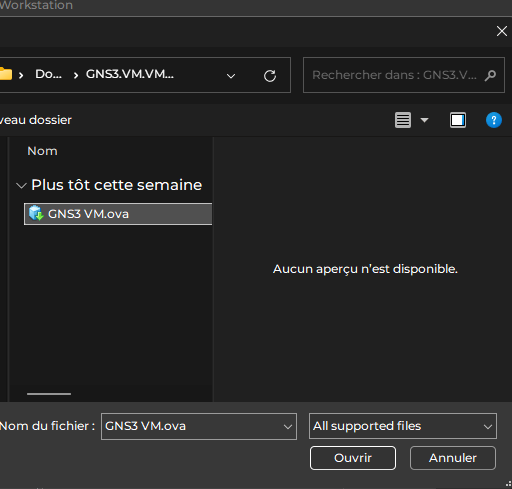 Workstation
Do... > GNS3.VM.VM...
Rechercher dans : GNS3.V...
veau dossier
Nom
Plus tôt cette semaine
GNS3 VM.ova
Aucun aperçu n'est disponible.
Nom du fichier : GNS3 VM.ova
All supported files
Ouvrir
Annuler